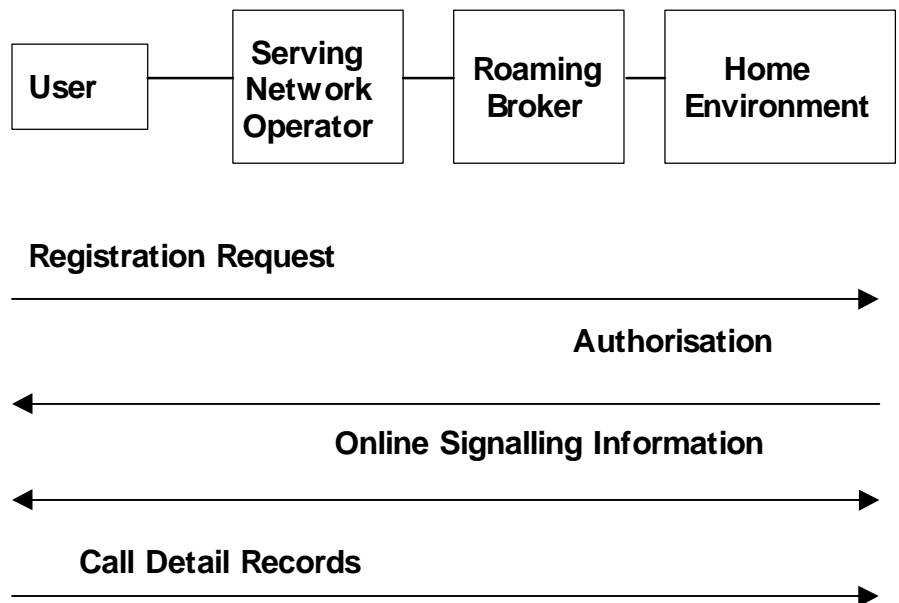 User
Serving
Network
Operator
Roaming
Broker
Home
Environment
Registration Request
Authorisation
Online Signalling Information
Call Detail Records